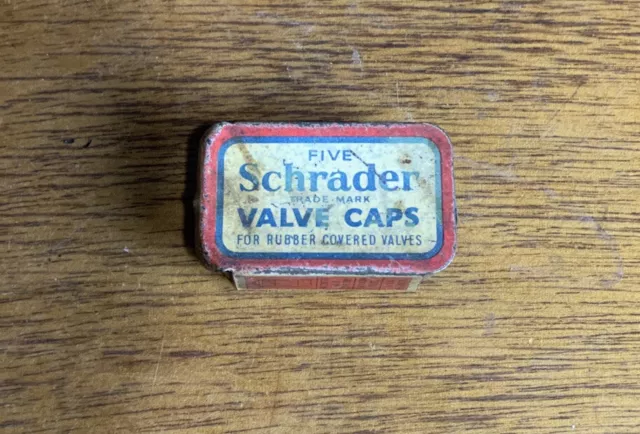 FIVE
Schrader
TRADE MARK
VALVE CAPS
FOR RUBBER COVERED VALVES